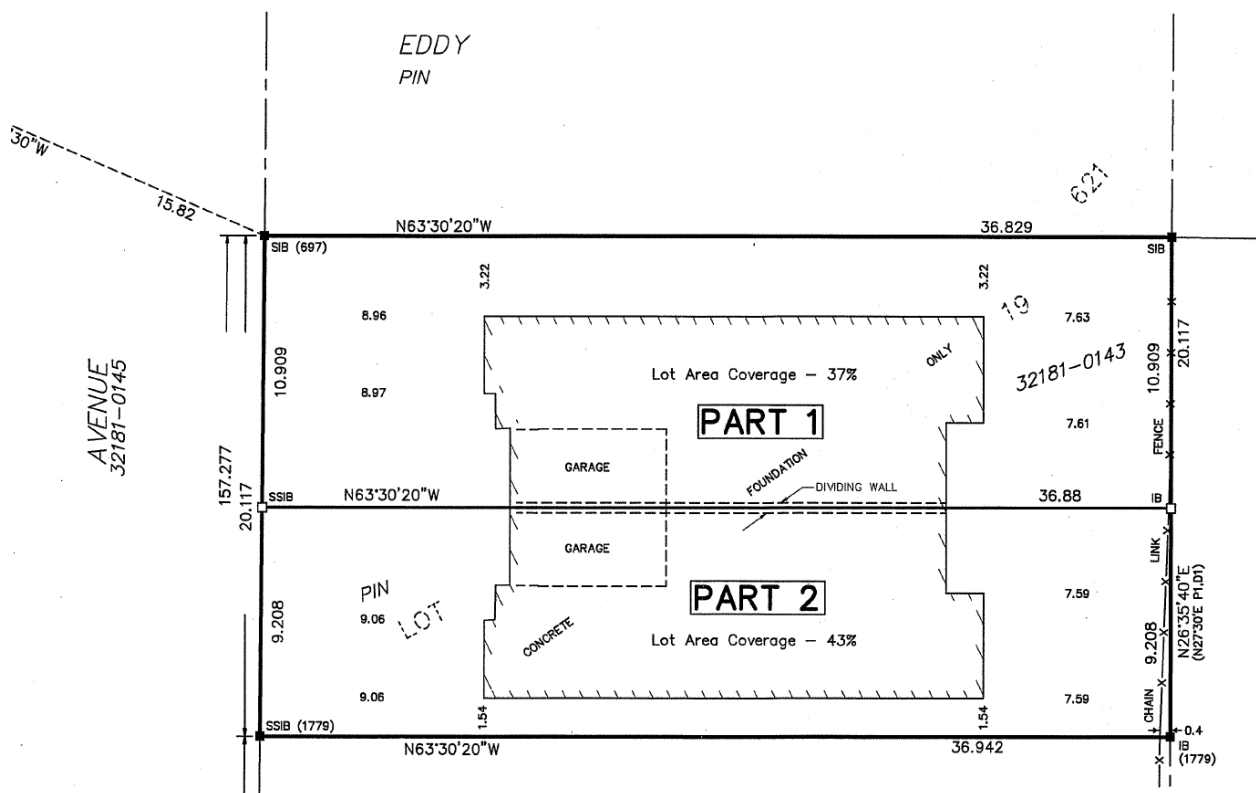 EDDY
PIN
30"W
15.82
621
N63°30'20"W
36.829
SIB (697)
SIB
3.22
3.22
8.96
19
7.63
10.909
Lot Area Coverage - 37%
ONLY
32181-0143
10.909
20.117
AVENUE
32181-0145
8.97
PART 1
7.61
FENCE
157.277
20.117
GARAGE
FOUNDATION
DIVIDING WALL
SSIB
N63°30'20"W
36.88
IB
GARAGE
LINK
PIN
LOT
9.06
PART 2
7.59
9.208
CONCRETE
Lot Area Coverage - 43%
9.208
N26°35'40"E
(N27°30'E P1,D1)
9.06
7.59
CHAIN
1.54
1.54
SSIB (1779)
0.4
N63°30'20"W
36.942
IB
(1779)